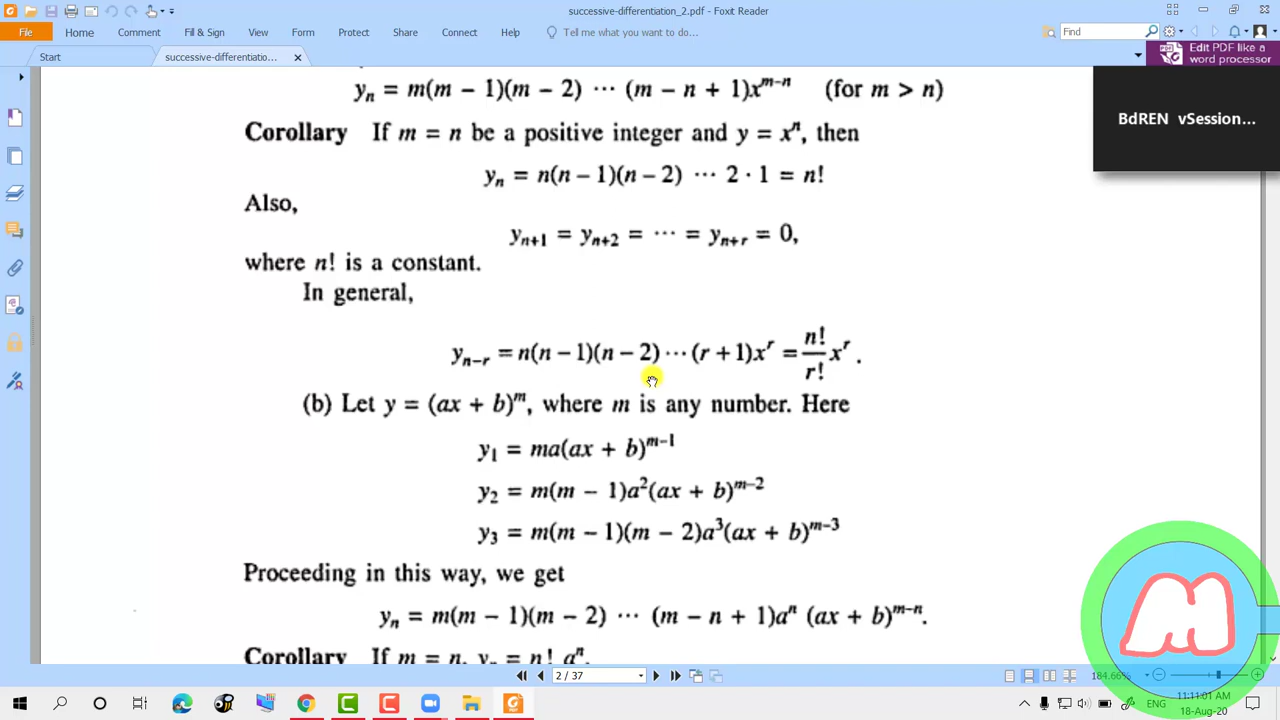 successive-differentiation_2.pdf - Foxit Reader
File Home Comment View Form Protect Share Connect Help Tell me what you want to do... Find
Fill & Sign
Start successive-differentiatio... Edit PDF like a
word processor
BdREN vSession...
yₙ = m(m − 1)(m − 2) ⋯ (m − n + 1)xᵐ⁻ⁿ (for m > n)
Corollary If m = n be a positive integer and y = xⁿ, then
yₙ = n(n − 1)(n − 2) ⋯ 2 · 1 = n!
Also,
yₙ₊₁ = yₙ₊₂ = ⋯ = yₙ₊ᵣ = 0,
where n! is a constant.
In general,
yₙ₋ᵣ = n(n − 1)(n − 2)⋯(r + 1)xʳ = n!/r! xʳ .
(b) Let y = (ax + b)ᵐ, where m is any number. Here
y₁ = ma(ax + b)ᵐ⁻¹
y₂ = m(m − 1)a²(ax + b)ᵐ⁻²
y₃ = m(m − 1)(m − 2)a³(ax + b)ᵐ⁻³
Proceeding in this way, we get
yₙ = m(m − 1)(m − 2) ⋯ (m − n + 1)aⁿ (ax + b)ᵐ⁻ⁿ.
Corollary If m = n, yₙ = n! aⁿ.
2 / 37
184.66%
M
ENG
11:11:01 AM
18-Aug-20